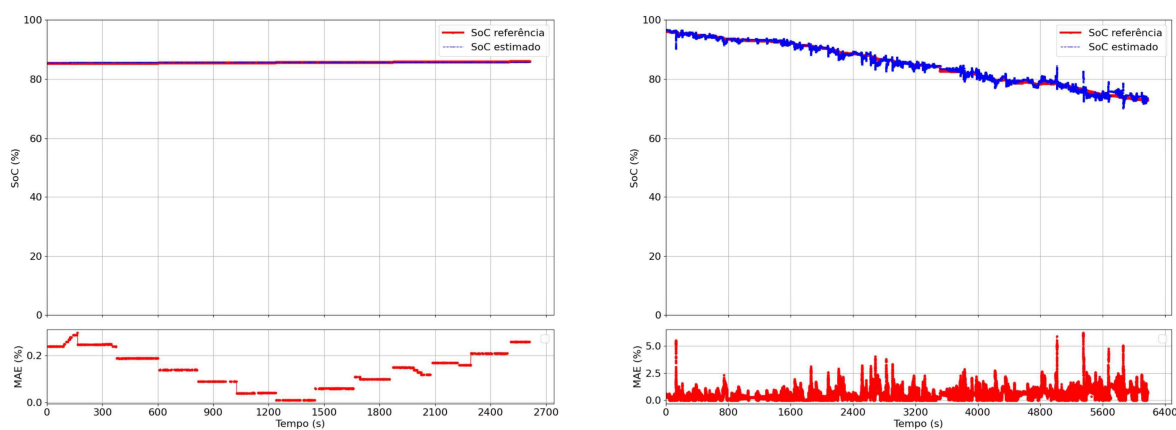 100
80
60
40
20
0
SoC (%)
SoC referência
SoC estimado
0.2
0.0
MAE (%)
0 300 600 900 1200 1500 1800 2100 2400 2700
Tempo (s)
100
80
60
40
20
0
SoC (%)
SoC referência
SoC estimado
5.0
2.5
0.0
MAE (%)
0 800 1600 2400 3200 4000 4800 5600 6400
Tempo (s)